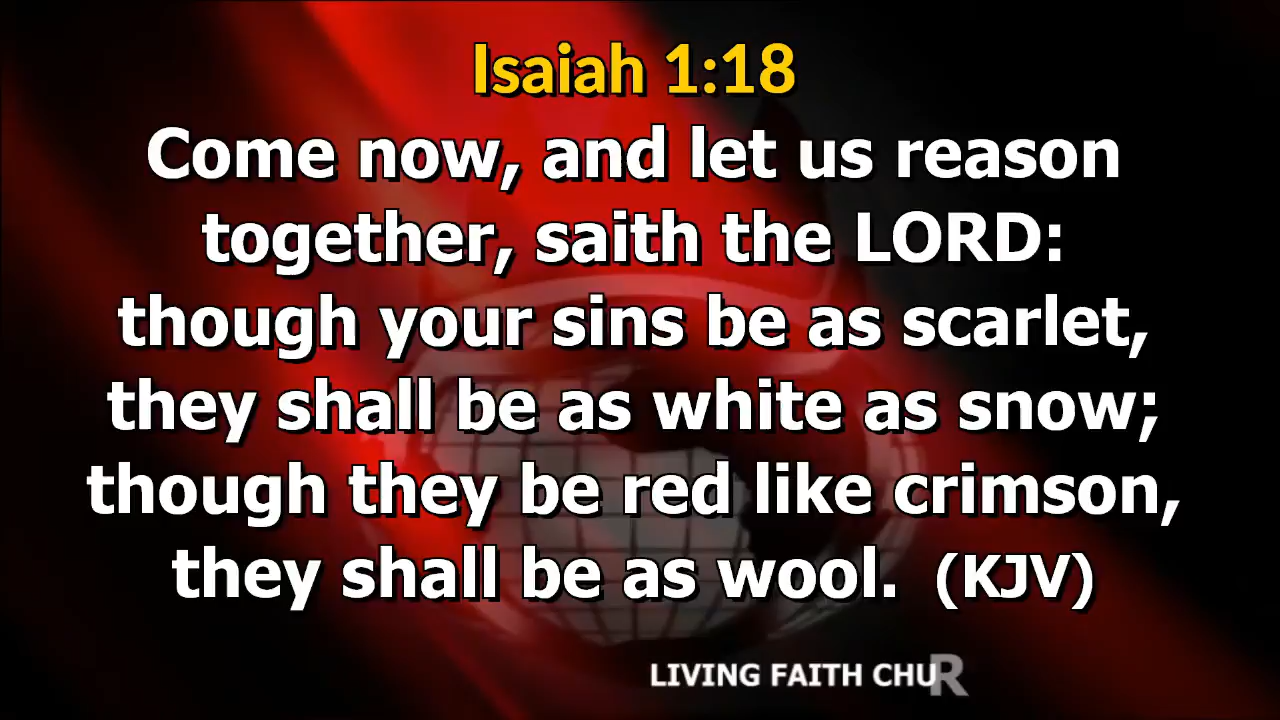 Isaiah 1:18
Come now, and let us reason
together, saith the LORD:
though your sins be as scarlet,
they shall be as white as snow;
though they be red like crimson,
they shall be as wool. (KJV)
LIVING FAITH CHUR